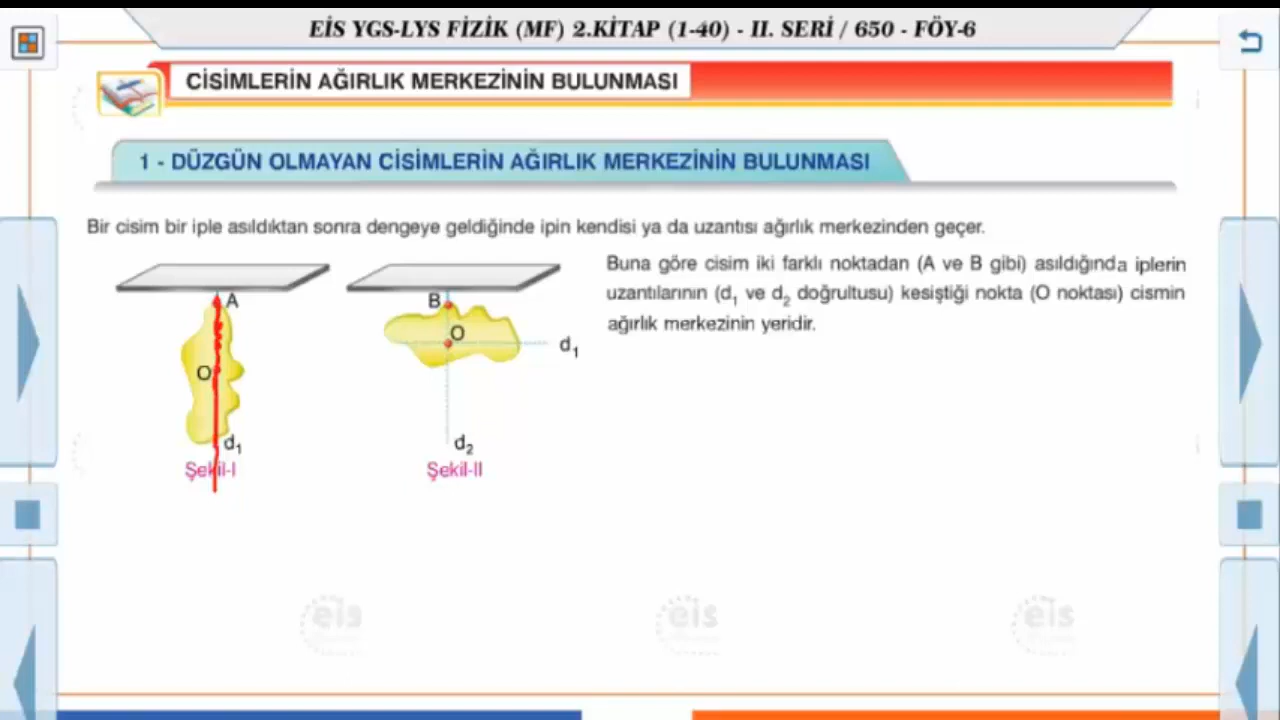 EİS YGS-LYS FİZİK (MF) 2.KİTAP (1-40) - II. SERİ / 650 - FÖY-6
CİSİMLERİN AĞIRLIK MERKEZİNİN BULUNMASI
1 - DÜZGÜN OLMAYAN CİSİMLERİN AĞIRLIK MERKEZİNİN BULUNMASI
Bir cisim bir iple asıldıktan sonra dengeye geldiğinde ipin kendisi ya da uzantısı ağırlık merkezinden geçer.
Buna göre cisim iki farklı noktadan (A ve B gibi) asıldığında iplerin
uzantılarının (d₁ ve d₂ doğrultusu) kesiştiği nokta (O noktası) cismin
ağırlık merkezinin yeridir.
A
O
d₁
Şekil-I
B
O
d₁
d₂
Şekil-II
eis
eis
eis